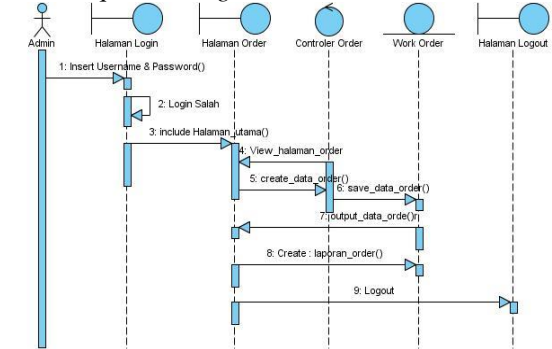 Admin
Halaman Login
Halaman Order
Controler Order
Work Order
Halaman Logout
1: Insert Username & Password()
2: Login Salah
3: include Halaman_utama()
4: View_halaman_order
5: create_data_order()
6: save_data_order()
7: output_data_orde()r
8: Create : laporan_order()
9: Logout